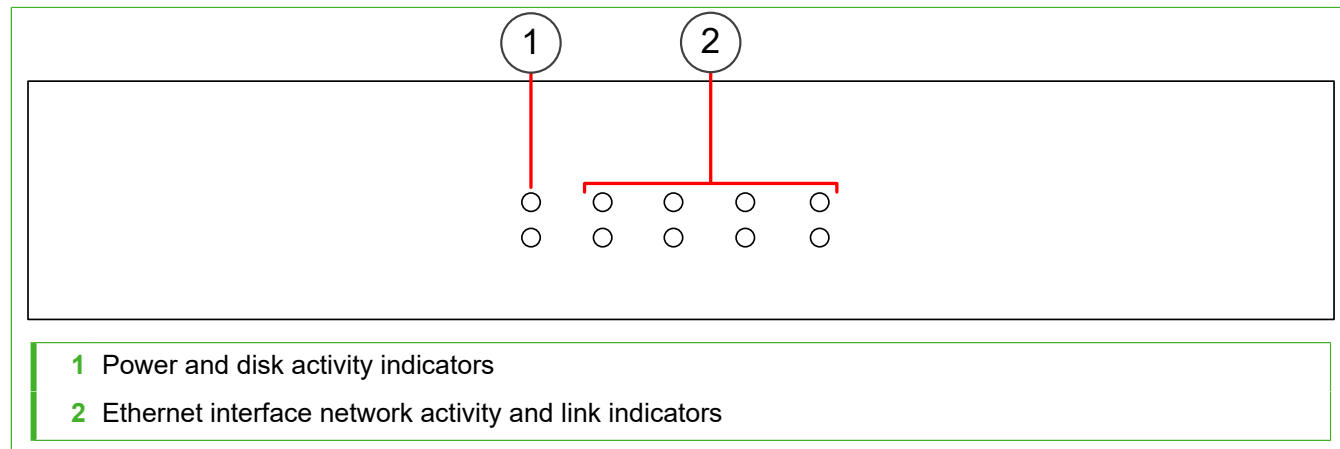 1 2
1 Power and disk activity indicators
2 Ethernet interface network activity and link indicators